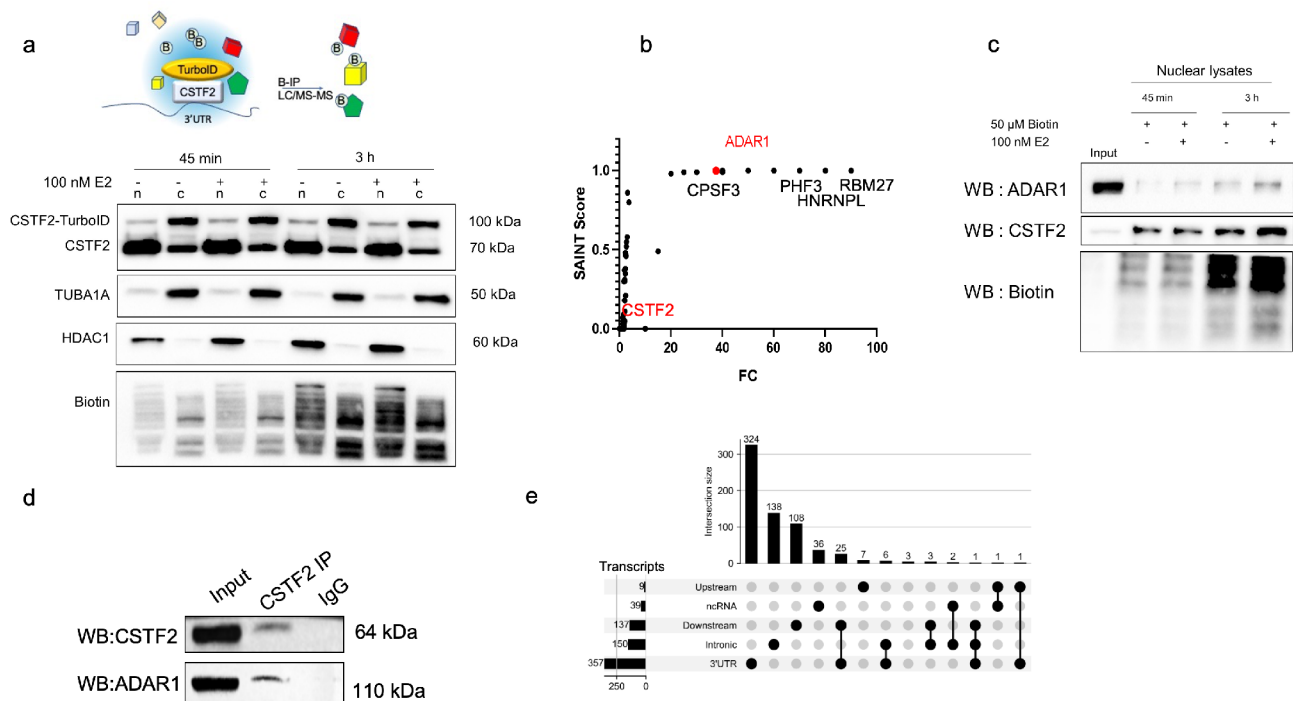 a
B
B
B
B
TurboID
CSTF2
3'UTR
B-IP
LC/MS-MS
B
B
B
45 min 3 h
100 nM E2 - - + + - - + +
n c n c n c n c
CSTF2-TurboID 100 kDa
CSTF2 70 kDa
TUBA1A 50 kDa
HDAC1 60 kDa
Biotin
b
SAINT Score
1.0
0.5
0.0
0 20 40 60 80 100
FC
ADAR1
CPSF3 PHF3 RBM27
HNRNPL
CSTF2
c
Nuclear lysates
45 min 3 h
50 µM Biotin + + + +
100 nM E2 + +
Input
WB : ADAR1
WB : CSTF2
WB : Biotin
d
Input CSTF2 IP IgG
WB:CSTF2 64 kDa
WB:ADAR1 110 kDa
e
Intersection size
300
200
100
0
324 138 108 36 25 7 6 3 3 2 1 1 1
Transcripts
9 Upstream
39 ncRNA
137 Downstream
150 Intronic
357 3'UTR
250 0